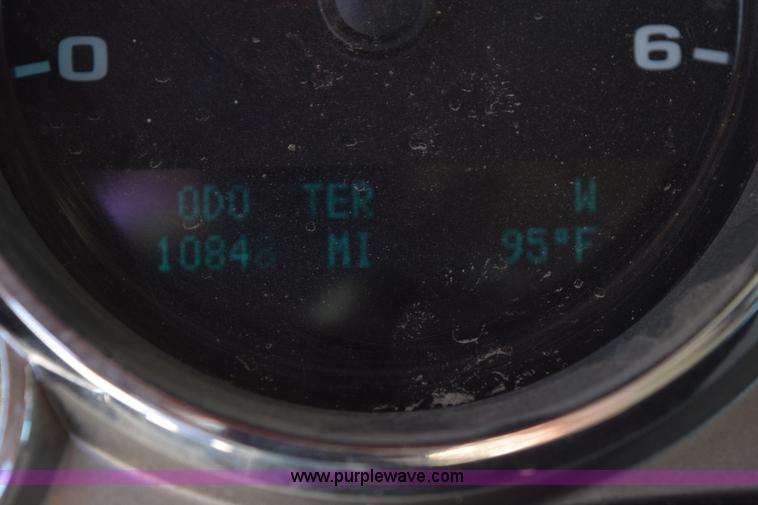 0 6
ODO TER W
1084 MI 95°F
www.purplewave.com